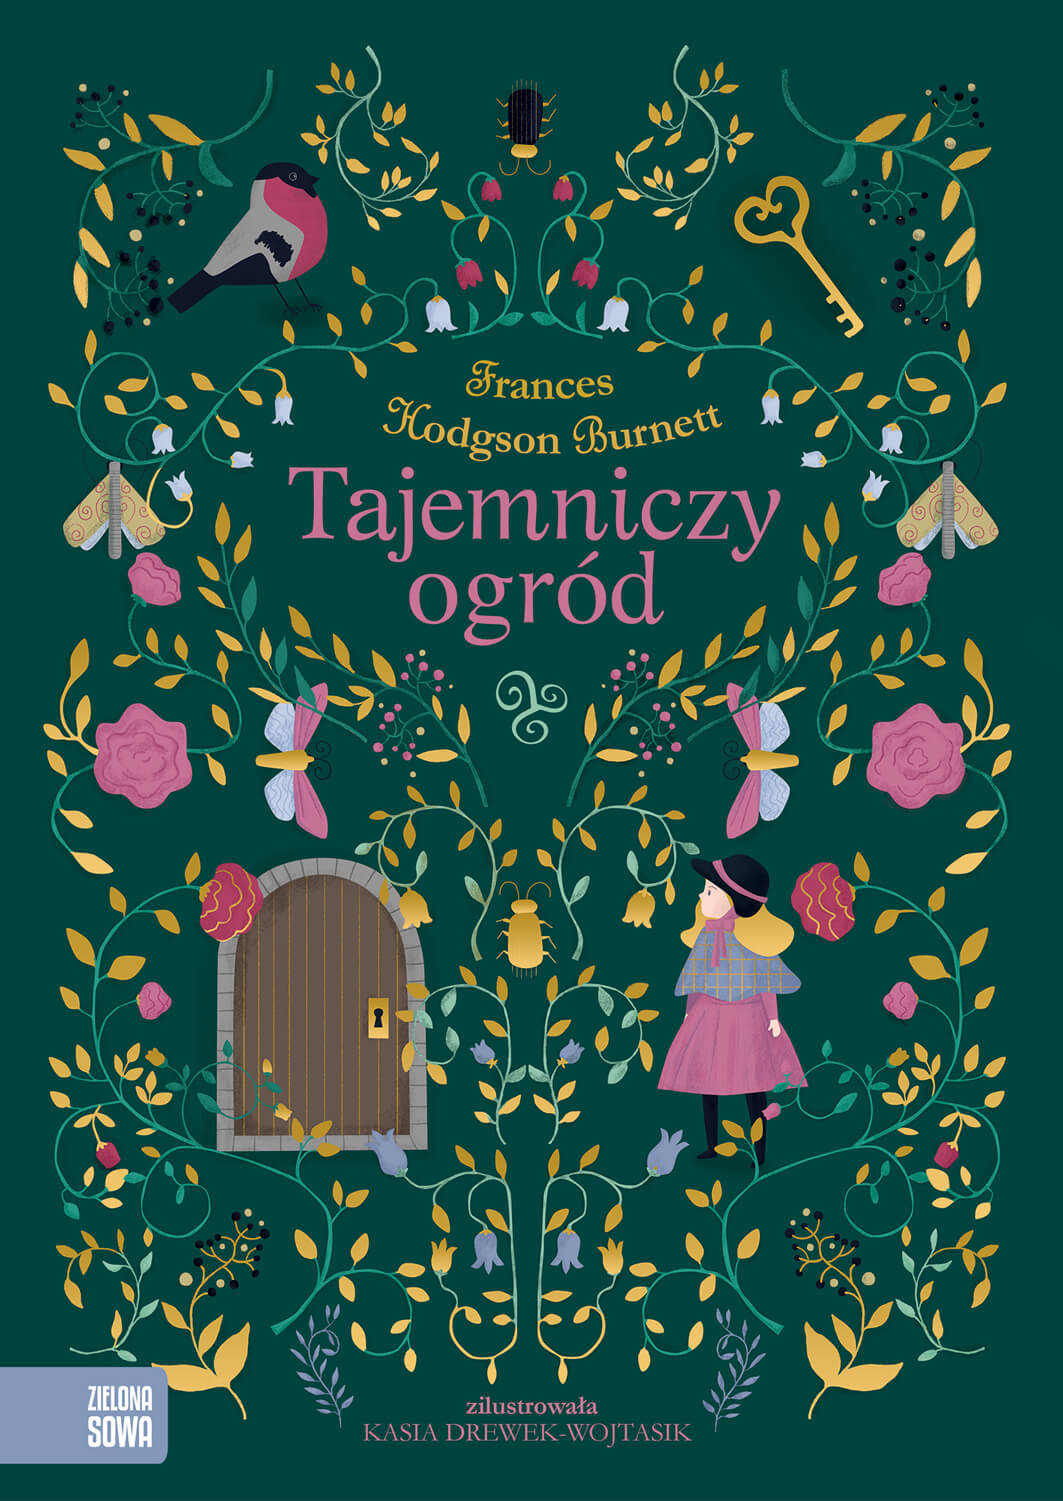 Frances
Hodgson Burnett
Tajemniczy
ogród
zilustrowała
KASIA DREWEK-WOJTASIK
ZIELONA
SOWA